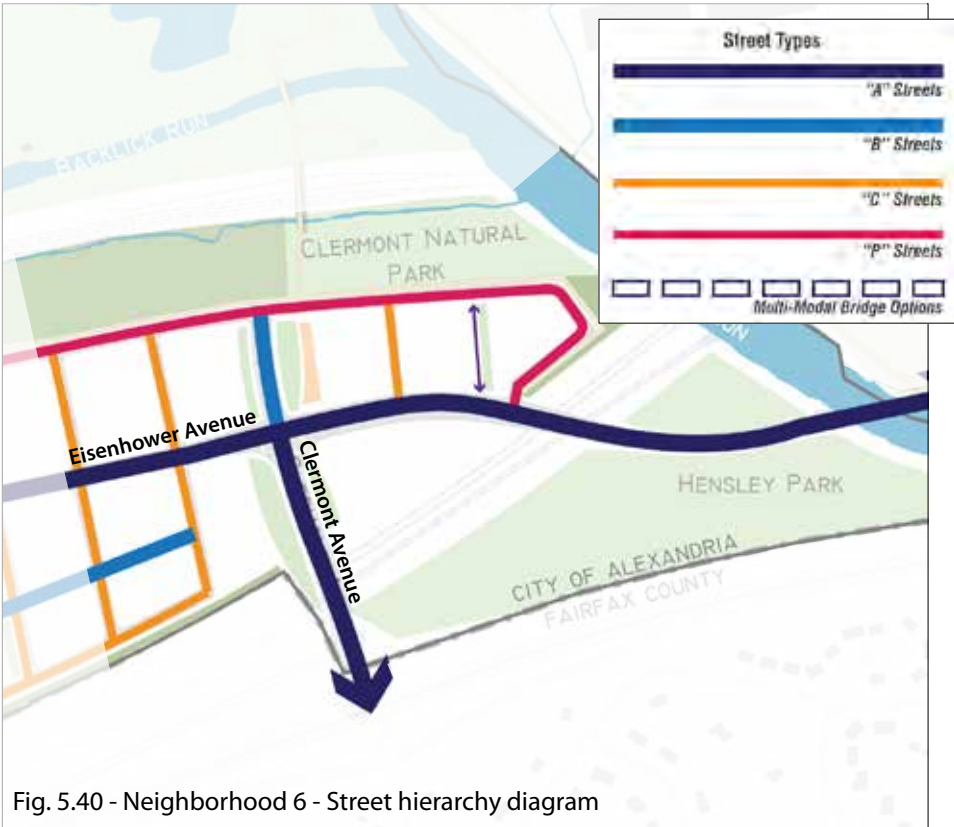 Street Types
"A" Streets
"B" Streets
"C" Streets
"P" Streets
Multi-Modal Bridge Options
BACKLICK RUN
CLERMONT NATURAL
PARK
RUN
Eisenhower Avenue
Clermont Avenue
HENSLEY PARK
CITY OF ALEXANDRIA
FAIRFAX COUNTY
Fig. 5.40 - Neighborhood 6 - Street hierarchy diagram